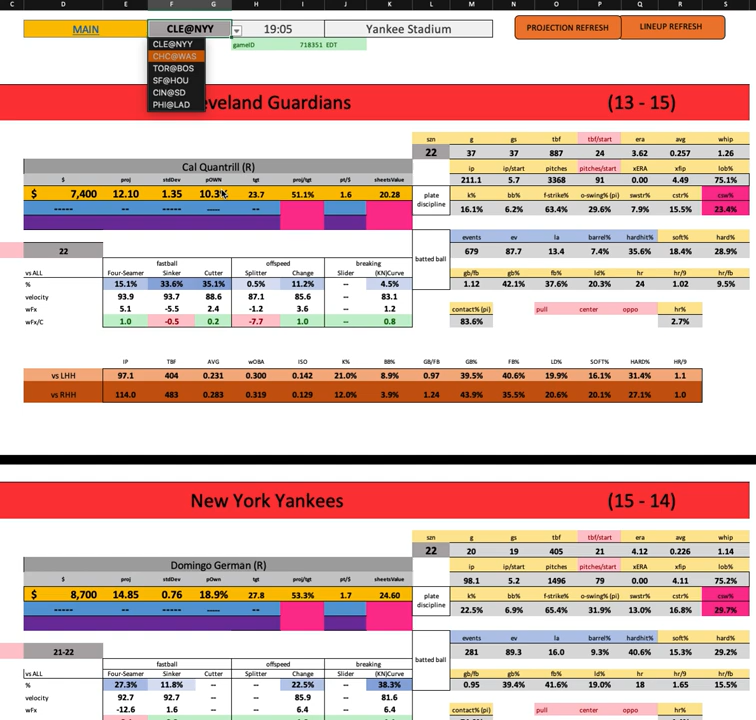 C D E F G H I J K L M N O P Q R S
MAIN CLE@NYY 19:05 Yankee Stadium PROJECTION REFRESH LINEUP REFRESH
gameID 718351 EDT
CLE@NYY
CHC@WAS
TOR@BOS
SF@HOU
CIN@SD
PHI@LAD
eveland Guardians (13 - 15)
szn g gs tbf tbf/start era avg whip
22 37 37 887 24 3.62 0.257 1.26
Cal Quantrill (R)
ip ip/start pitches pitches/start xERA xfip lob%
211.1 5.7 3368 91 0.00 4.49 75.1%
$ proj stdDev pOWN tgt proj/tgt pt/$ sheetsValue
$ 7,400 12.10 1.35 10.3% 23.7 51.1% 1.6 20.28
plate discipline
k% bb% f-strike% o-swing% (pi) swstr% cstr% csw%
16.1% 6.2% 63.4% 29.6% 7.9% 15.5% 23.4%
----- -- ----- --
batted ball
events ev la barrel% hardhit% soft% hard%
679 87.7 13.4 7.4% 35.6% 18.4% 28.9%
22
fastball offspeed breaking
vs ALL Four-Seamer Sinker Cutter Splitter Change Slider (KN)Curve
% 15.1% 33.6% 35.1% 0.5% 11.2% -- 4.5%
velocity 93.9 93.7 88.6 87.1 85.6 -- 83.1
wFx 5.1 -5.5 2.4 -1.2 3.6 -- 1.2
wFx/C 1.0 -0.5 0.2 -7.7 1.0 -- 0.8
gb/fb gb% fb% ld% hr hr/9 hr/fb
1.12 42.1% 37.6% 20.3% 24 1.02 9.5%
contact% (pi) pull center oppo hr%
83.6% 2.7%
IP TBF AVG wOBA ISO K% BB% GB/FB GB% FB% LD% SOFT% HARD% HR/9
vs LHH 97.1 404 0.231 0.300 0.142 21.0% 8.9% 0.97 39.5% 40.6% 19.9% 16.1% 31.4% 1.1
vs RHH 114.0 483 0.283 0.319 0.129 12.0% 3.9% 1.24 43.9% 35.5% 20.6% 20.1% 27.1% 1.0
New York Yankees (15 - 14)
szn g gs tbf tbf/start era avg whip
22 20 19 405 21 4.12 0.226 1.14
Domingo German (R)
ip ip/start pitches pitches/start xERA xfip lob%
98.1 5.2 1496 79 0.00 4.11 75.2%
$ proj stdDev pOwn tgt proj/tgt pt/$ sheetsValue
$ 8,700 14.85 0.76 18.9% 27.8 53.3% 1.7 24.60
plate discipline
k% bb% f-strike% o-swing% (pi) swstr% cstr% csw%
22.5% 6.9% 65.4% 31.9% 13.0% 16.8% 29.7%
----- -- ----- --
batted ball
events ev la barrel% hardhit% soft% hard%
281 89.3 16.0 9.3% 40.6% 15.3% 29.2%
21-22
fastball offspeed breaking
vs ALL Four-Seamer Sinker Cutter Splitter Change Slider (KN)Curve
% 27.3% 11.8% -- -- 22.5% -- 38.3%
velocity 92.7 92.7 -- -- 85.9 -- 81.6
wFx -12.6 1.6 -- -- 6.4 -- 6.4
gb/fb gb% fb% ld% hr hr/9 hr/fb
0.95 39.4% 41.6% 19.0% 18 1.65 15.5%
contact% (pi) pull center oppo hr%